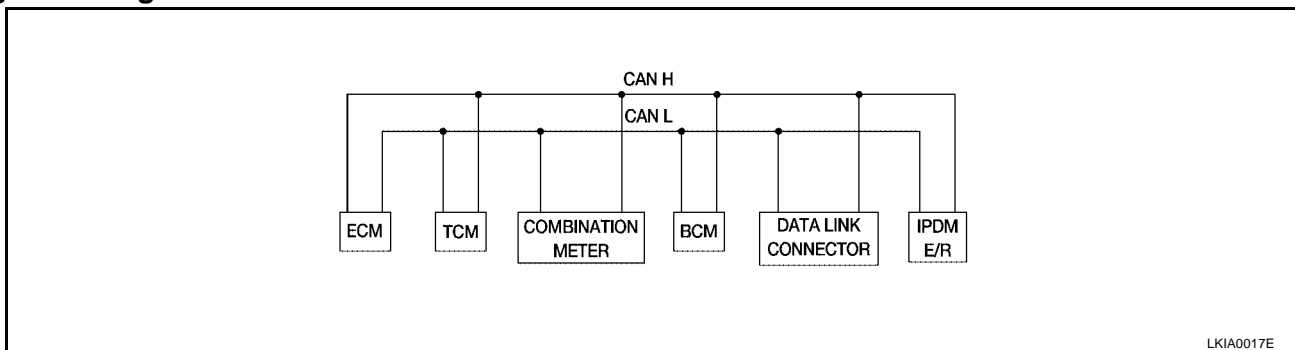 CAN H
CAN L
ECM
TCM
COMBINATION
METER
BCM
DATA LINK
CONNECTOR
IPDM
E/R
LKIA0017E